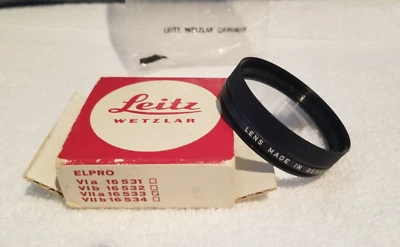 LEITZ WETZLAR GERMANY
Leitz
WETZLAR
ELPRO
VIa 16531
VIb 16532
VIIa 16533
VIIb 16534
LENS MADE IN